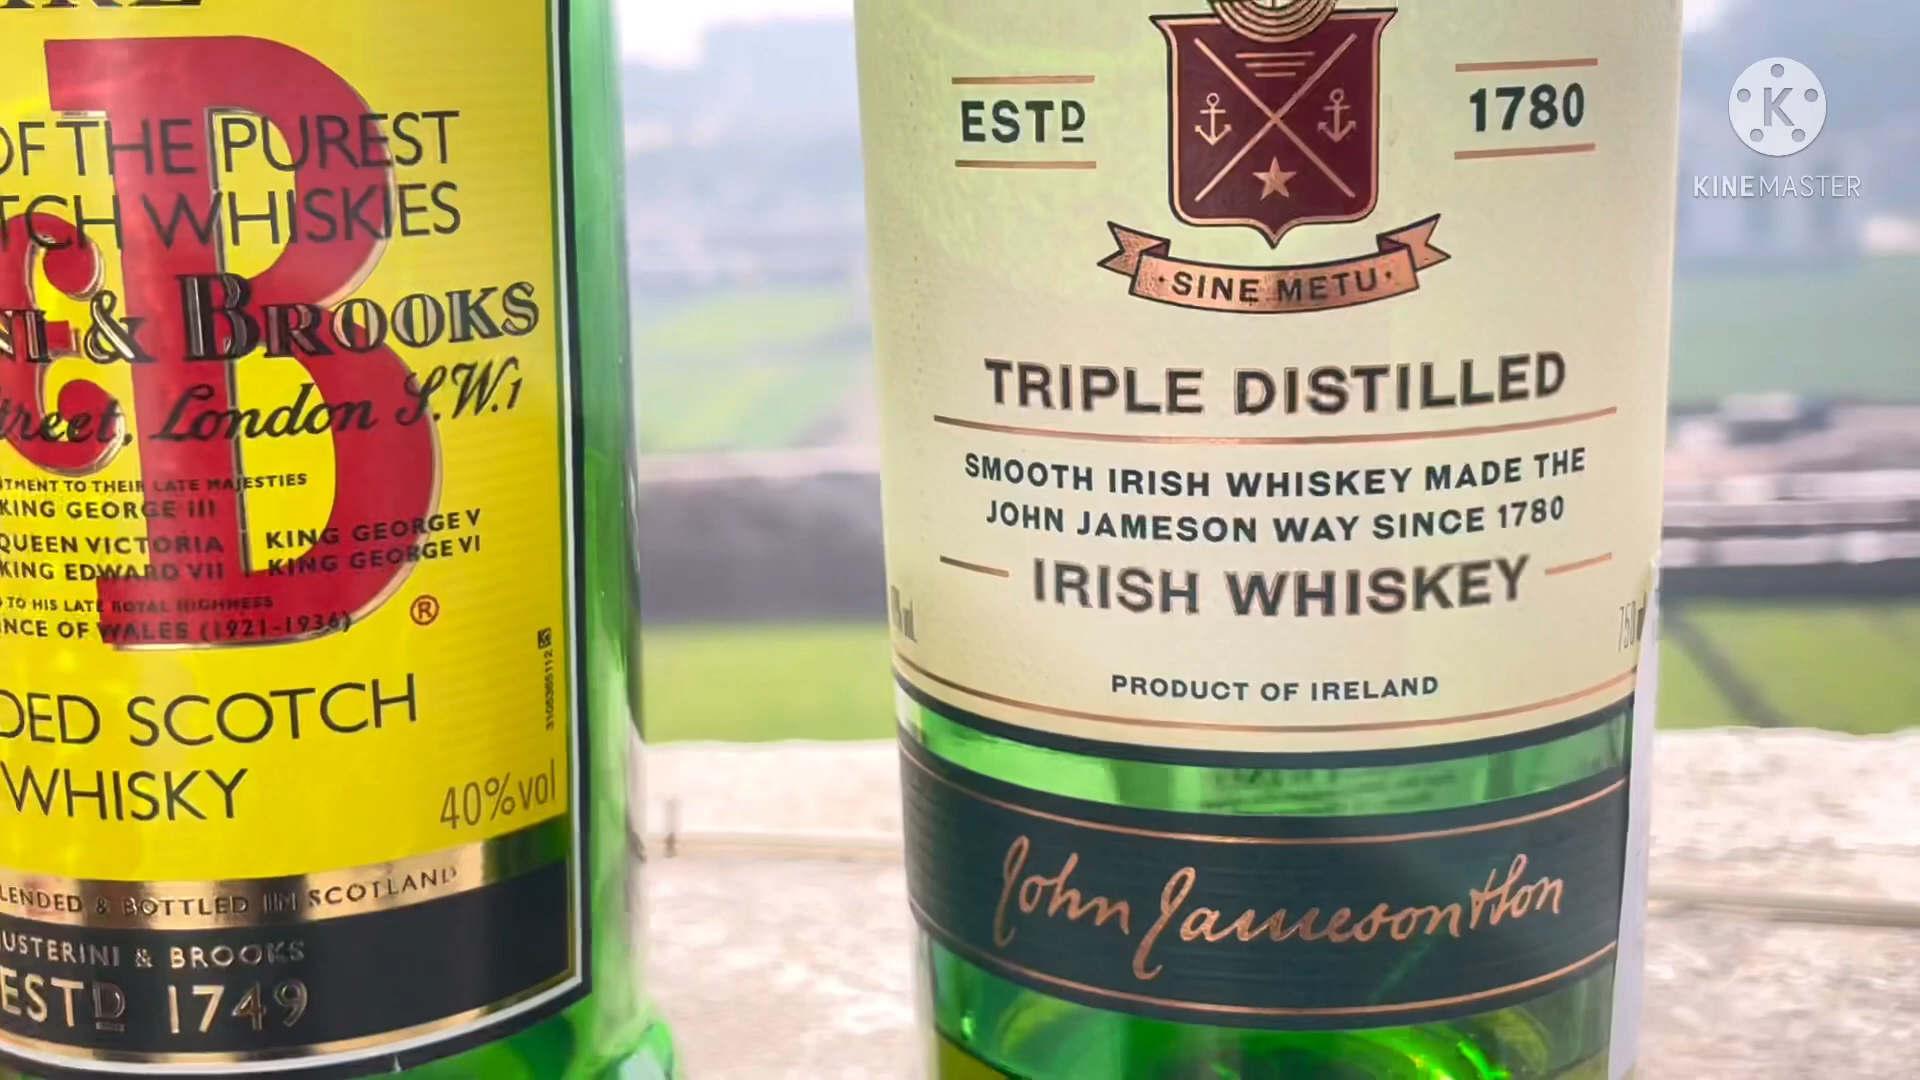 OF THE PUREST
TCH WHISKIES
NI & BROOKS
treet, London S.W.1
TMENT TO THEIR LATE MAJESTIES
KING GEORGE III
QUEEN VICTORIA KING GEORGE V
KING EDWARD VII KING GEORGE VI
TO HIS LATE ROYAL HIGHNESS
NCE OF WALES (1921-1936)
®
DED SCOTCH
WHISKY
40%vol
LENDED & BOTTLED IN SCOTLAND
USTERINI & BROOKS
ESTD 1749
ESTD 1780
SINE METU
TRIPLE DISTILLED
SMOOTH IRISH WHISKEY MADE THE
JOHN JAMESON WAY SINCE 1780
IRISH WHISKEY
PRODUCT OF IRELAND
John Jameson & Son
K
KINEMASTER